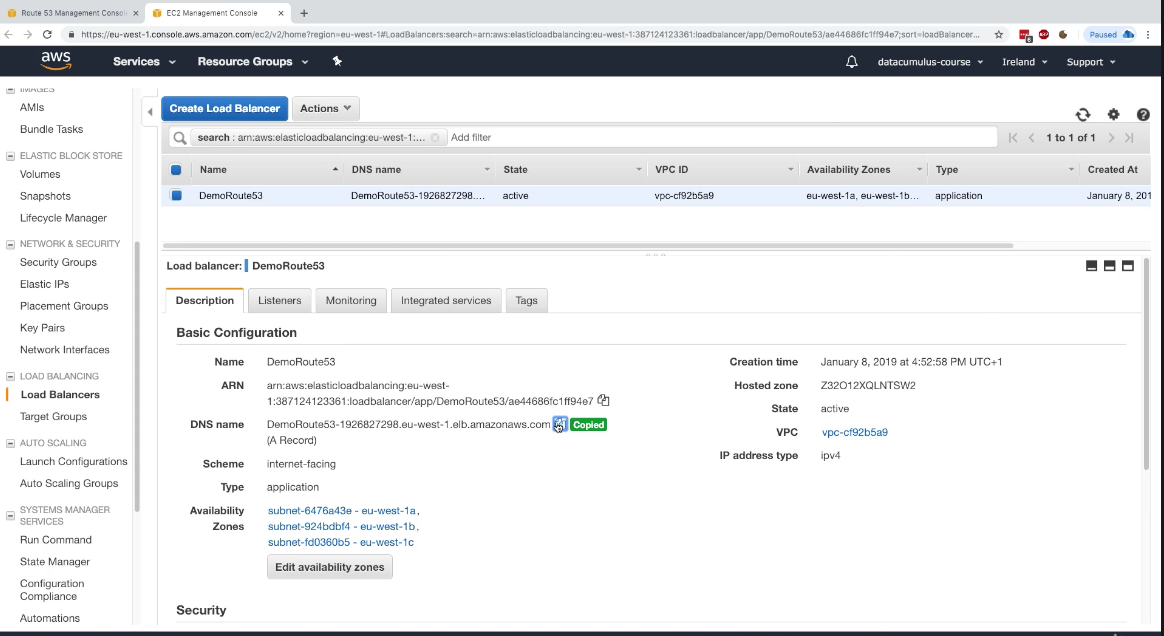 Route 53 Management Consol
EC2 Management Console
https://eu-west-1.console.aws.amazon.com/ec2/v2/home?region=eu-west-1#LoadBalancers:search=arn:aws:elasticloadbalancing:eu-west-1:387124123361:loadbalancer/app/DemoRoute53/ae44686fc1ff94e7;sort=loadBalancer...
Paused
aws
Services
Resource Groups
datacumulus-course
Ireland
Support
IMAGES
AMIs
Bundle Tasks
ELASTIC BLOCK STORE
Volumes
Snapshots
Lifecycle Manager
NETWORK & SECURITY
Security Groups
Elastic IPs
Placement Groups
Key Pairs
Network Interfaces
LOAD BALANCING
Load Balancers
Target Groups
AUTO SCALING
Launch Configurations
Auto Scaling Groups
SYSTEMS MANAGER
SERVICES
Run Command
State Manager
Configuration
Compliance
Automations
Create Load Balancer
Actions
search : arn:aws:elasticloadbalancing:eu-west-1:...
Add filter
1 to 1 of 1
Name DNS name State VPC ID Availability Zones Type Created At
DemoRoute53 DemoRoute53-1926827298.... active vpc-cf92b5a9 eu-west-1a, eu-west-1b... application January 8, 201
Load balancer: DemoRoute53
Description Listeners Monitoring Integrated services Tags
Basic Configuration
Name DemoRoute53
ARN arn:aws:elasticloadbalancing:eu-west-
1:387124123361:loadbalancer/app/DemoRoute53/ae44686fc1ff94e7
DNS name DemoRoute53-1926827298.eu-west-1.elb.amazonaws.com Copied
(A Record)
Scheme internet-facing
Type application
Availability subnet-6476a43e - eu-west-1a,
Zones subnet-924bdbf4 - eu-west-1b,
subnet-fd0360b5 - eu-west-1c
Edit availability zones
Creation time January 8, 2019 at 4:52:58 PM UTC+1
Hosted zone Z32O12XQLNTSW2
State active
VPC vpc-cf92b5a9
IP address type ipv4
Security